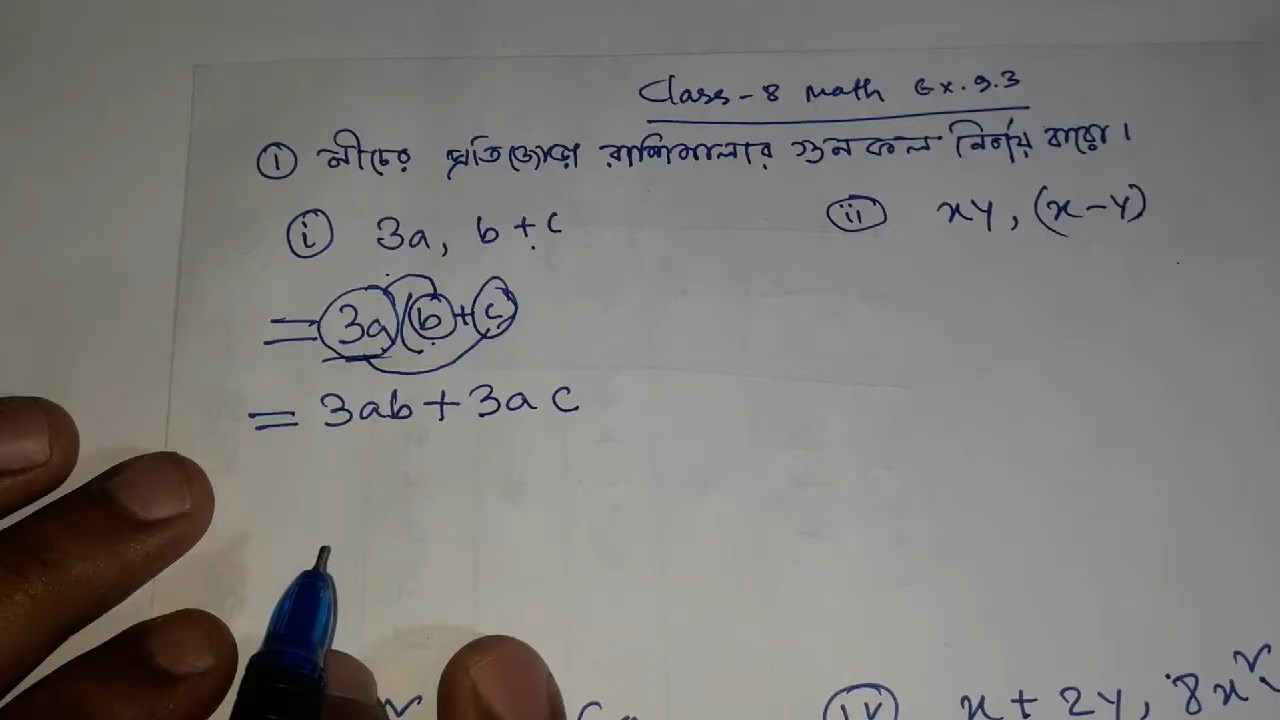 Class-8 Math Ex. 9.3
① নীচের প্রতিজোড়া রাশিমালার গুনফল নির্ণয় করো।
ⓘ 3a, b+c
ⓘⓘ xy, (x-y)
= 3a(b+c)
= 3ab+3ac
ⓘⓥ x+2y, 8x²